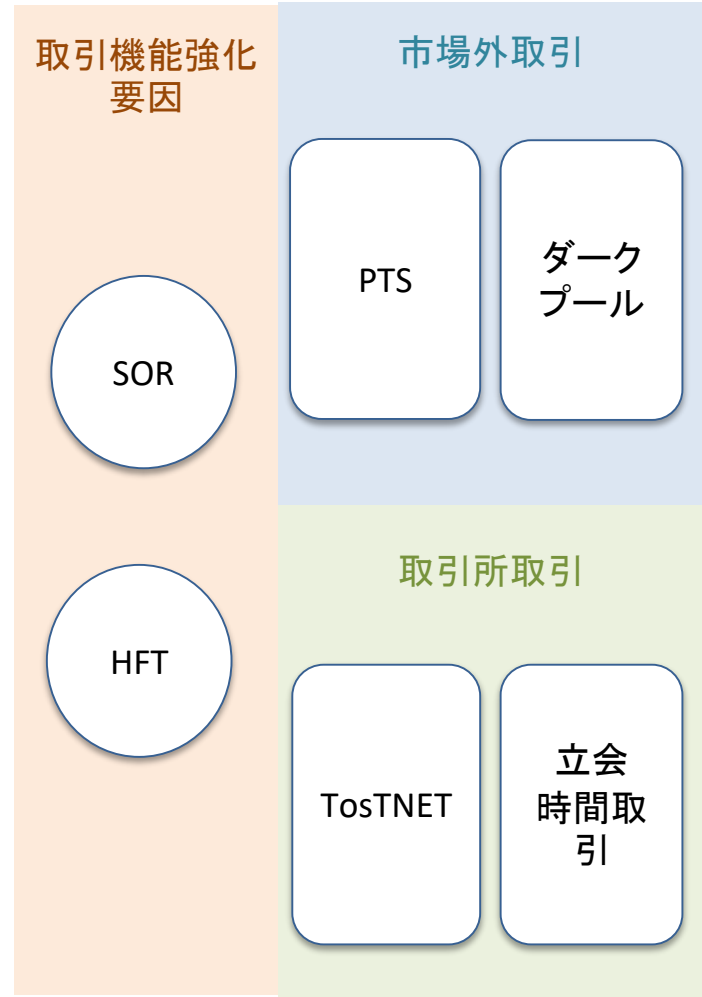 取引機能強化
要因
SOR
HFT
市場外取引
PTS
ダーク
プール
取引所取引
TosTNET
立会
時間取
引